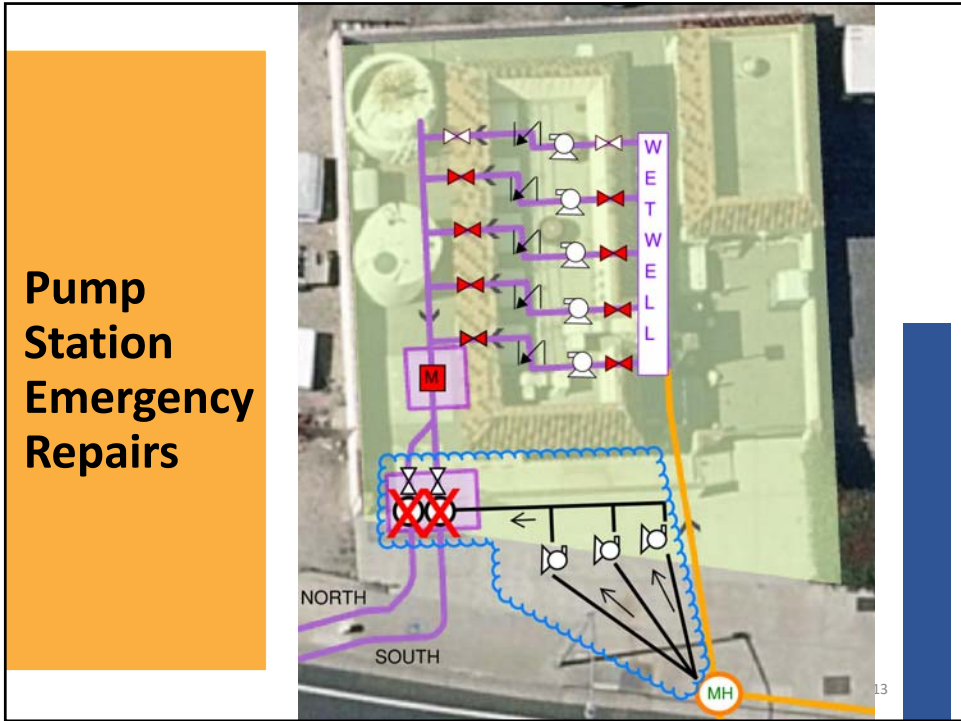 Pump
Station
Emergency
Repairs
W
E
T
W
E
L
L
M
NORTH
SOUTH
MH
13